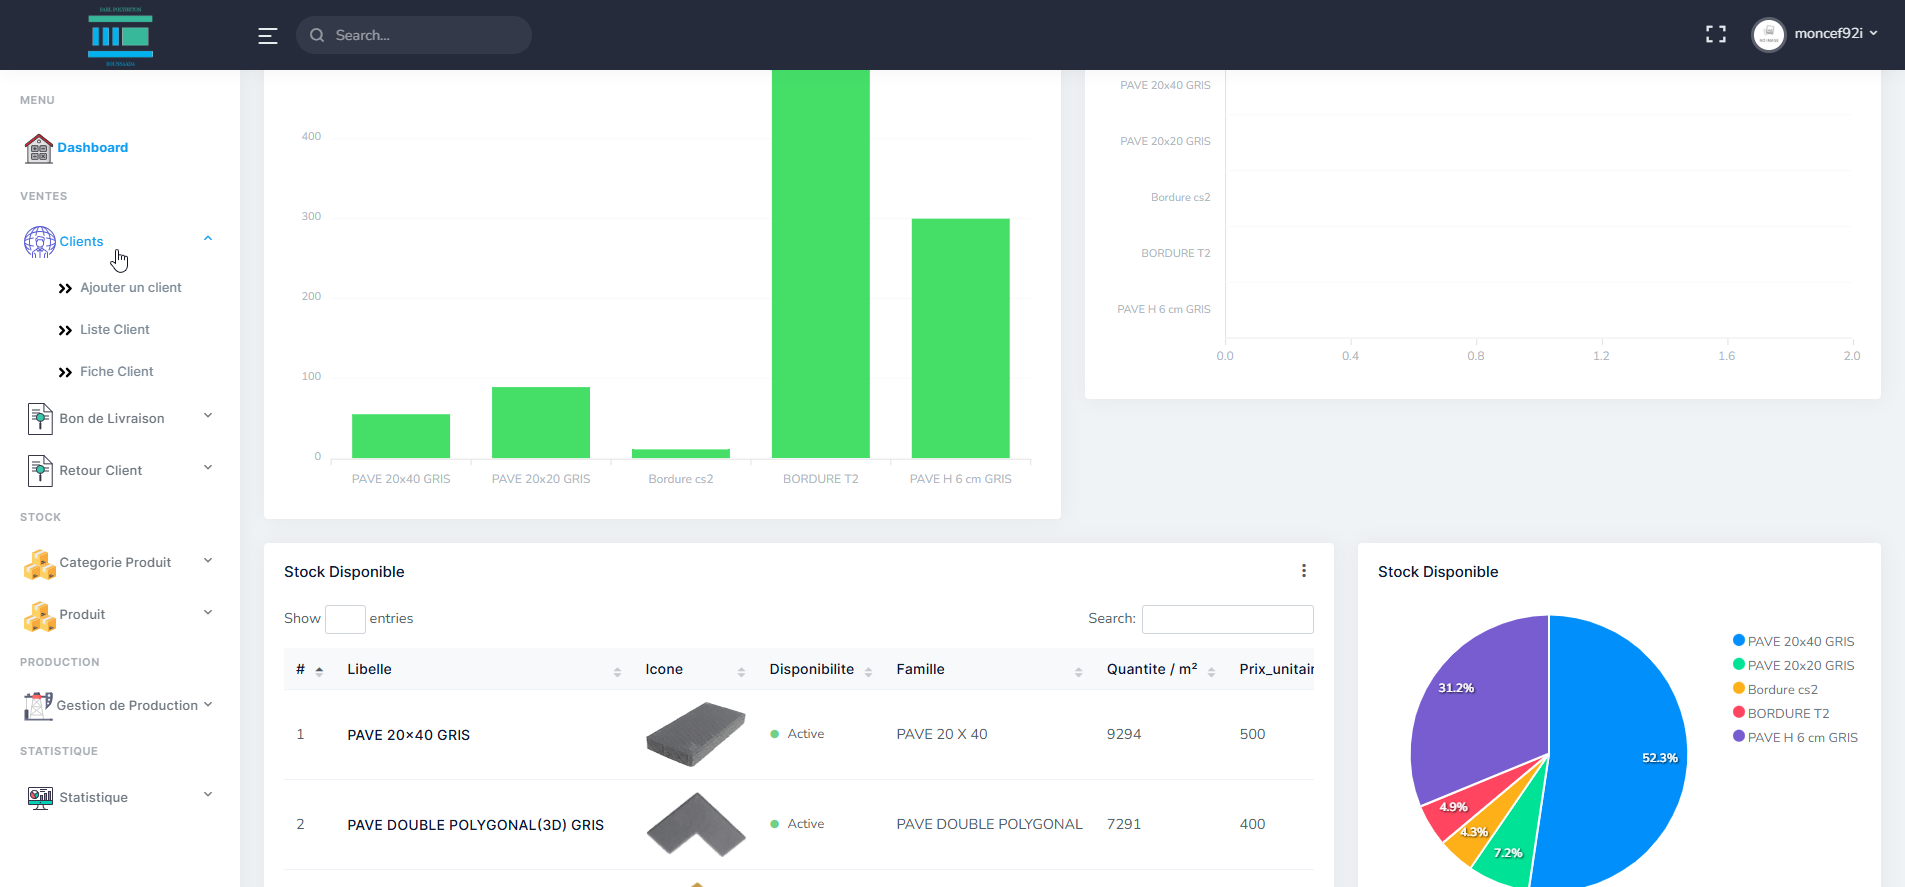 SARL POLYBETON
BOUSSAADA
Search...
moncef92i
MENU
Dashboard
VENTES
Clients
Ajouter un client
Liste Client
Fiche Client
Bon de Livraison
Retour Client
STOCK
Categorie Produit
Produit
PRODUCTION
Gestion de Production
STATISTIQUE
Statistique
400
300
200
100
0
PAVE 20x40 GRIS PAVE 20x20 GRIS Bordure cs2 BORDURE T2 PAVE H 6 cm GRIS
PAVE 20x40 GRIS
PAVE 20x20 GRIS
Bordure cs2
BORDURE T2
PAVE H 6 cm GRIS
0.0 0.4 0.8 1.2 1.6 2.0
Stock Disponible
Show entries Search:
# Libelle Icone Disponibilite Famille Quantite / m² Prix_unitair
1 PAVE 20x40 GRIS Active PAVE 20 X 40 9294 500
2 PAVE DOUBLE POLYGONAL(3D) GRIS Active PAVE DOUBLE POLYGONAL 7291 400
Stock Disponible
31.2%
52.3%
4.9%
4.3%
7.2%
PAVE 20x40 GRIS
PAVE 20x20 GRIS
Bordure cs2
BORDURE T2
PAVE H 6 cm GRIS